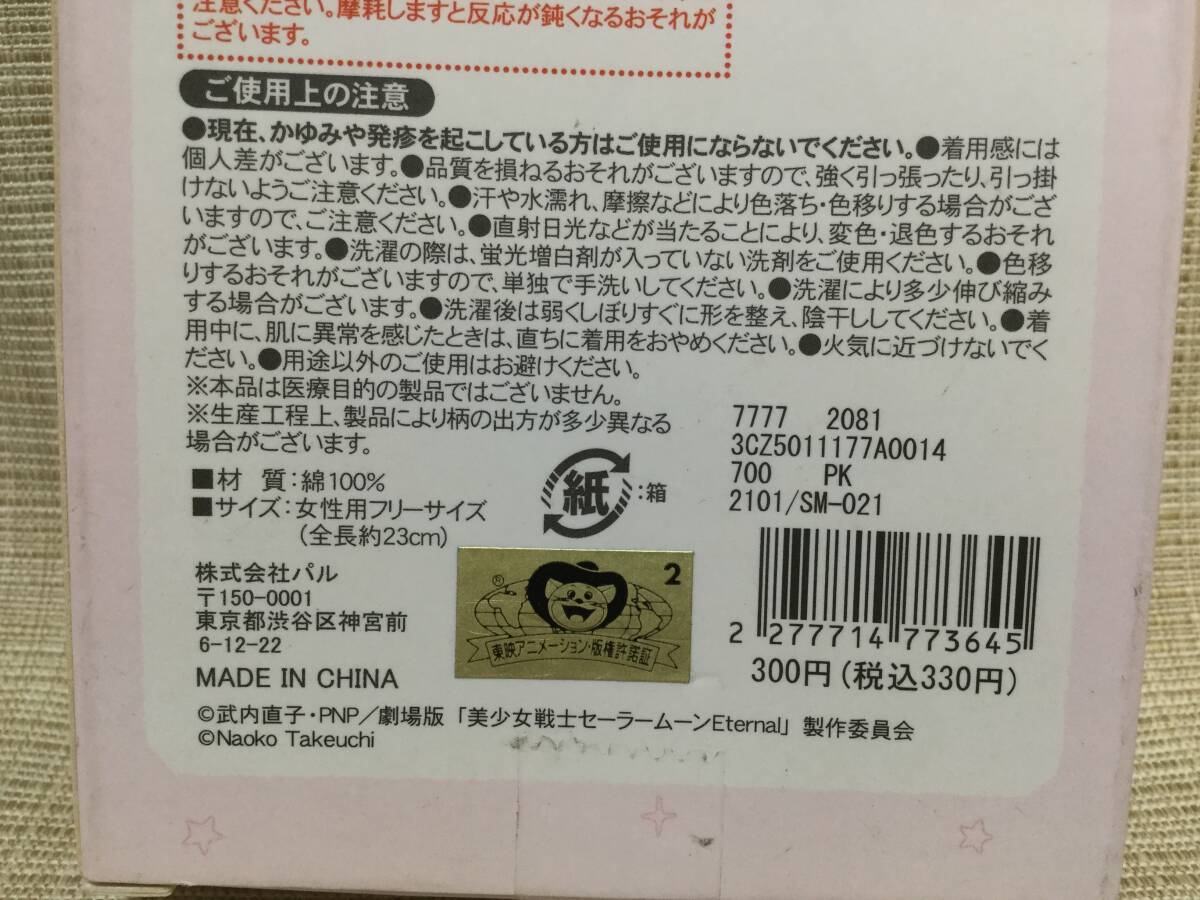 注意ください。摩耗しますと反応が鈍くなるおそれが
ございます。
ご使用上の注意
●現在、かゆみや発疹を起こしている方はご使用にならないでください。●着用感には
個人差がございます。●品質を損ねるおそれがございますので、強く引っ張ったり、引っ掛
けないようご注意ください。●汗や水濡れ、摩擦などにより色落ち・色移りする場合がござ
いますので、ご注意ください。●直射日光などが当たることにより、変色・退色するおそれ
がございます。●洗濯の際は、蛍光増白剤が入っていない洗剤をご使用ください。●色移
りするおそれがございますので、単独で手洗いしてください。●洗濯により多少伸び縮み
する場合がございます。●洗濯後は弱くしぼりすぐに形を整え、陰干ししてください。●着
用中に、肌に異常を感じたときは、直ちに着用をおやめください。●火気に近づけないでく
ださい。●用途以外のご使用はお避けください。
※本品は医療目的の製品ではございません。
※生産工程上、製品により柄の出方が多少異なる
場合がございます。
■材 質:綿100%
■サイズ:女性用フリーサイズ
(全長約23cm)
紙:箱
7777 2081
3CZ5011177A0014
700 PK
2101/SM-021
株式会社パル
〒150-0001
東京都渋谷区神宮前
6-12-22
MADE IN CHINA
® 2
東映アニメーション・版権許諾証
2 277714 773645
300円(税込330円)
©武内直子・PNP/劇場版「美少女戦士セーラームーンEternal」製作委員会
©Naoko Takeuchi